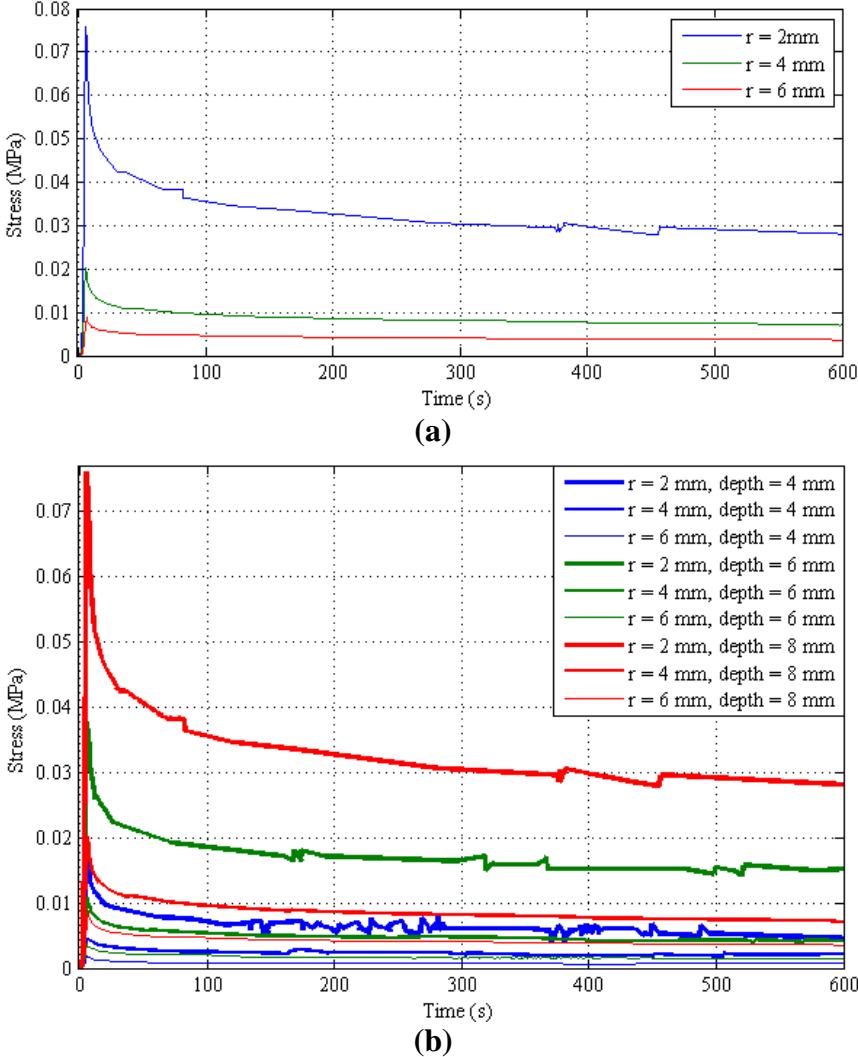 0.08
0.07
0.06
0.05
0.04
0.03
0.02
0.01
0
Stress (MPa)
r = 2mm
r = 4 mm
r = 6 mm
0 100 200 300 400 500 600
Time (s)
(a)
0.07
0.06
0.05
0.04
0.03
0.02
0.01
0
Stress (MPa)
r = 2 mm, depth = 4 mm
r = 4 mm, depth = 4 mm
r = 6 mm, depth = 4 mm
r = 2 mm, depth = 6 mm
r = 4 mm, depth = 6 mm
r = 6 mm, depth = 6 mm
r = 2 mm, depth = 8 mm
r = 4 mm, depth = 8 mm
r = 6 mm, depth = 8 mm
0 100 200 300 400 500 600
Time (s)
(b)